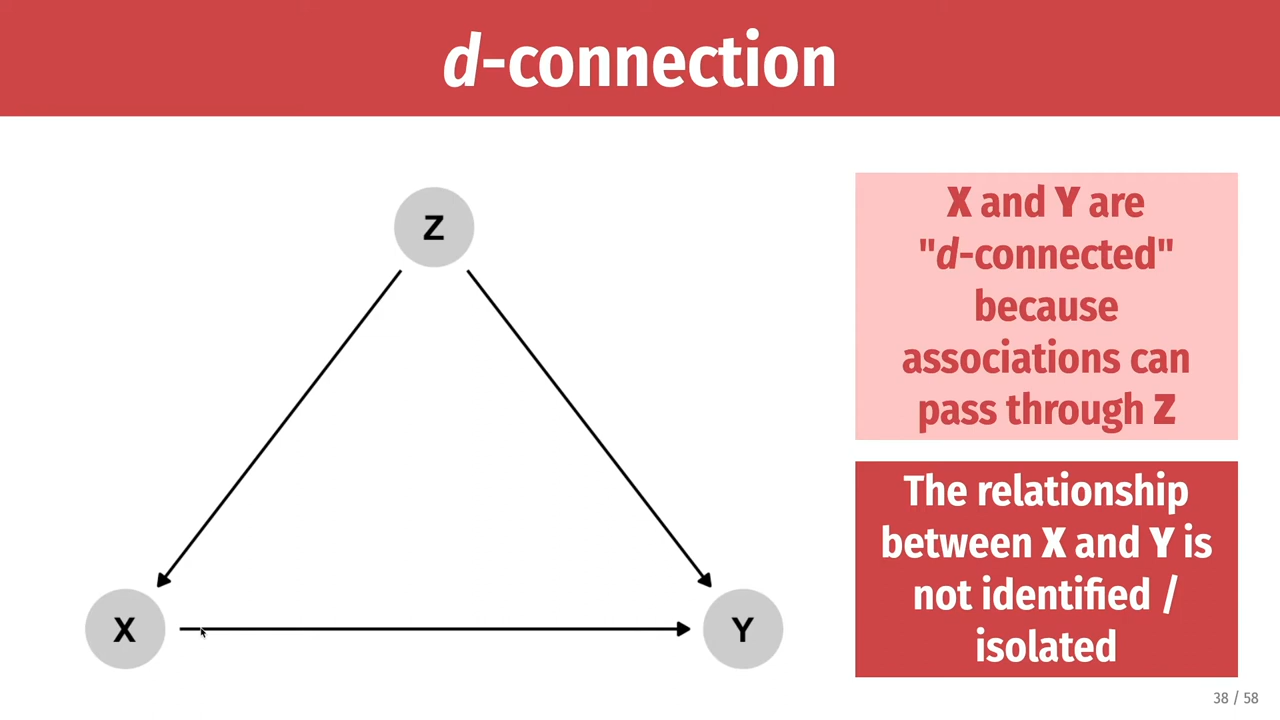 d-connection
Z
X
Y
X and Y are
"d-connected"
because
associations can
pass through Z
The relationship
between X and Y is
not identified /
isolated
38 / 58